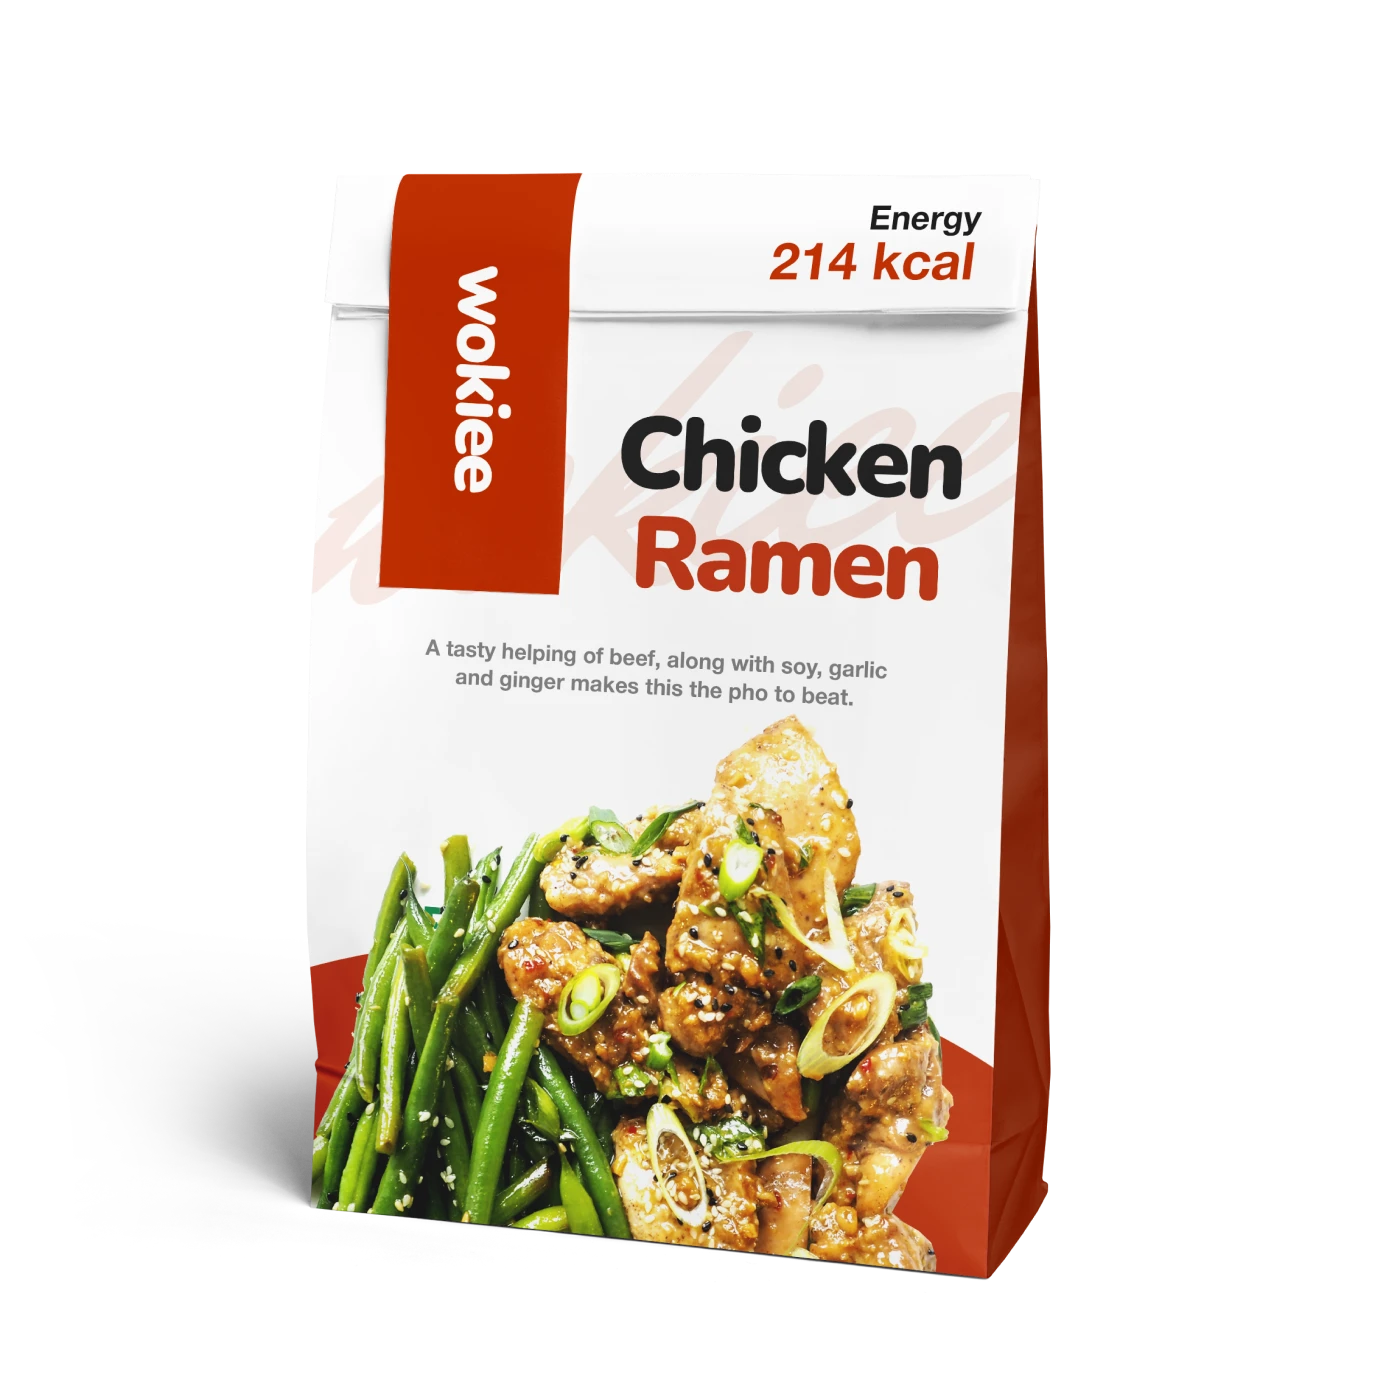 wokiee
Energy
214 kcal
wokiee
Chicken
Ramen
A tasty helping of beef, along with soy, garlic
and ginger makes this the pho to beat.